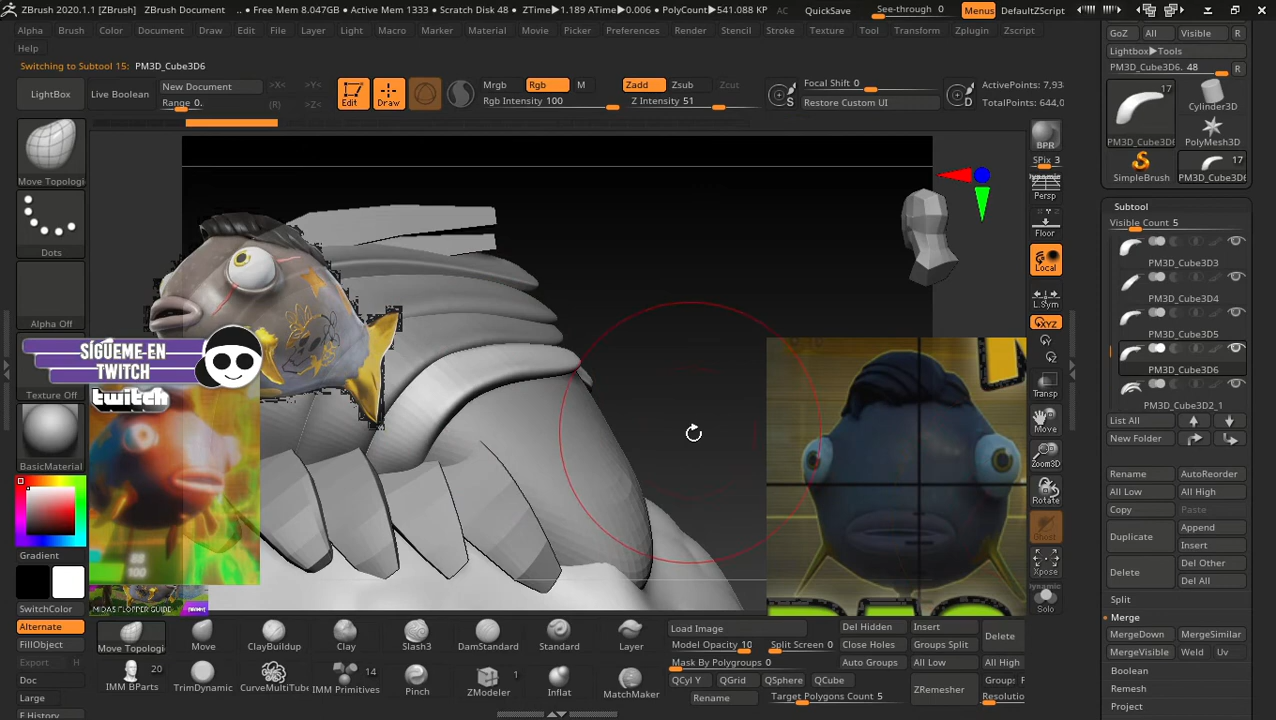 ZBrush 2020.1.1 [ZBrush] ZBrush Document .. • Free Mem 8.047GB • Active Mem 1333 • Scratch Disk 48 • ZTime▶1.189 ATime▶0.006 • PolyCount▶541.088 KP AC QuickSave See-through 0 Menus DefaultZScript
Alpha Brush Color Document Draw Edit File Layer Light Macro Marker Material Movie Picker Preferences Render Stencil Stroke Texture Tool Transform Zplugin Zscript
Help
Switching to Subtool 15: PM3D_Cube3D6
LightBox Live Boolean
New Document
Range 0.
>X< >Y<
>Z<
(R) (T)
Edit Draw
Mrgb Rgb M
Rgb Intensity 100
Zadd Zsub Zcut
Z Intensity 51
S
Focal Shift 0
Restore Custom UI
D
ActivePoints: 7,93
TotalPoints: 644,0
Move Topologi
Dots
Alpha Off
Texture Off
BasicMaterial
Gradient
SwitchColor
Alternate
FillObject
Export H
Doc
Large
SÍGUEME EN
TWITCH
twitch
80
100
MIDAS FLOPPER GUIDE
BPR
SPix 3
Dynamic
Persp
Floor
Local
L.Sym
XYZ
Transp
Move
Zoom3D
Rotate
Ghost
Xpose
Dynamic
Solo
GoZ All Visible R
Lightbox▶Tools
PM3D_Cube3D6. 48 R
17
Cylinder3D
PM3D_Cube3D6 PolyMesh3D
17
SimpleBrush PM3D_Cube3D6
Subtool
Visible Count 5
PM3D_Cube3D3
PM3D_Cube3D4
PM3D_Cube3D5
PM3D_Cube3D6
PM3D_Cube3D2_1
List All
New Folder
Rename AutoReorder
All Low All High
Copy Paste
Duplicate Append
Insert
Delete Del Other
Del All
Split
Merge
MergeDown MergeSimilar
MergeVisible Weld Uv
Boolean
Remesh
Project
Move Topologi Move ClayBuildup Clay Slash3 DamStandard Standard Layer
20 14 1
IMM BParts TrimDynamic CurveMultiTube IMM Primitives Pinch ZModeler Inflat MatchMaker
Load Image Del Hidden Insert Delete
Model Opacity 10 Split Screen 0 Close Holes Groups Split
Mask By Polygroups 0 Auto Groups All Low All High
QCyl Y QGrid QSphere QCube ZRemesher
Rename Target Polygons Count 5 Resolutio